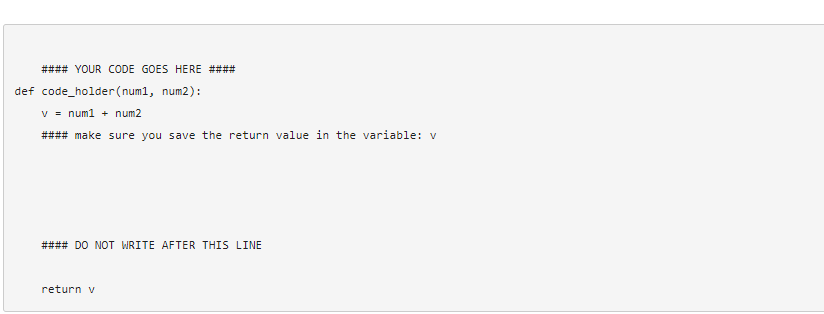 #### YOUR CODE GOES HERE ####
def code_holder(num1, num2):
v = num1 + num2
#### make sure you save the return value in the variable: v
#### DO NOT WRITE AFTER THIS LINE
return v